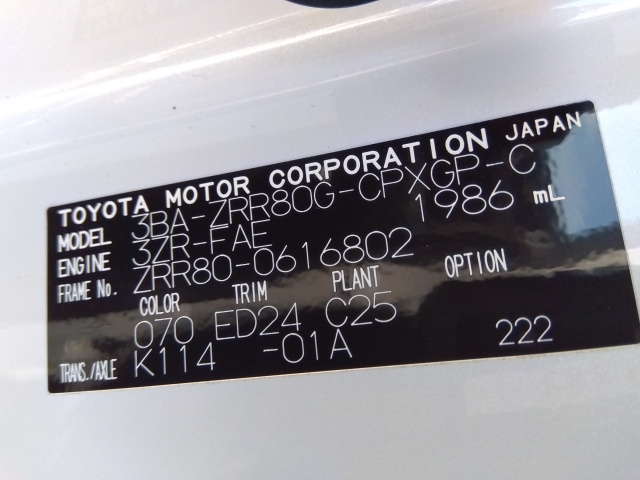 TOYOTA MOTOR CORPORATION JAPAN
MODEL 3BA-ZRR80G-CPXGP-C
ENGINE 3ZR-FAE 1986 mL
FRAME No. ZRR80-0616802
COLOR TRIM PLANT OPTION
070 ED24 C25
TRANS./AXLE K114 -01A 222